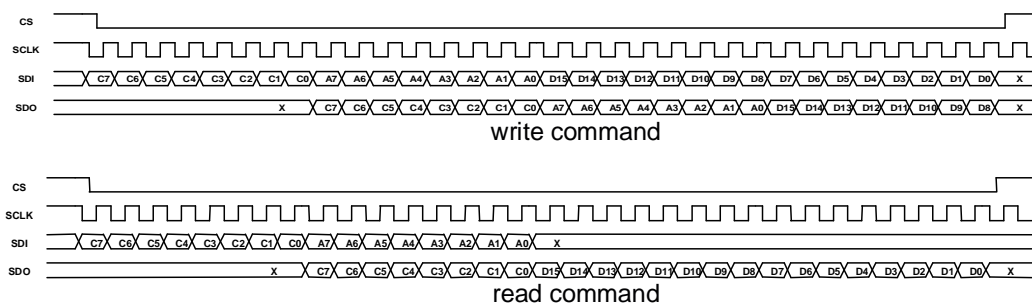 CS
SCLK
SDI C7 C6 C5 C4 C3 C2 C1 C0 A7 A6 A5 A4 A3 A2 A1 A0 D15 D14 D13 D12 D11 D10 D9 D8 D7 D6 D5 D4 D3 D2 D1 D0 X
SDO X C7 C6 C5 C4 C3 C2 C1 C0 A7 A6 A5 A4 A3 A2 A1 A0 D15 D14 D13 D12 D11 D10 D9 D8 X
write command
CS
SCLK
SDI C7 C6 C5 C4 C3 C2 C1 C0 A7 A6 A5 A4 A3 A2 A1 A0 X
SDO X C7 C6 C5 C4 C3 C2 C1 C0 D15 D14 D13 D12 D11 D10 D9 D8 D7 D6 D5 D4 D3 D2 D1 D0 X
read command